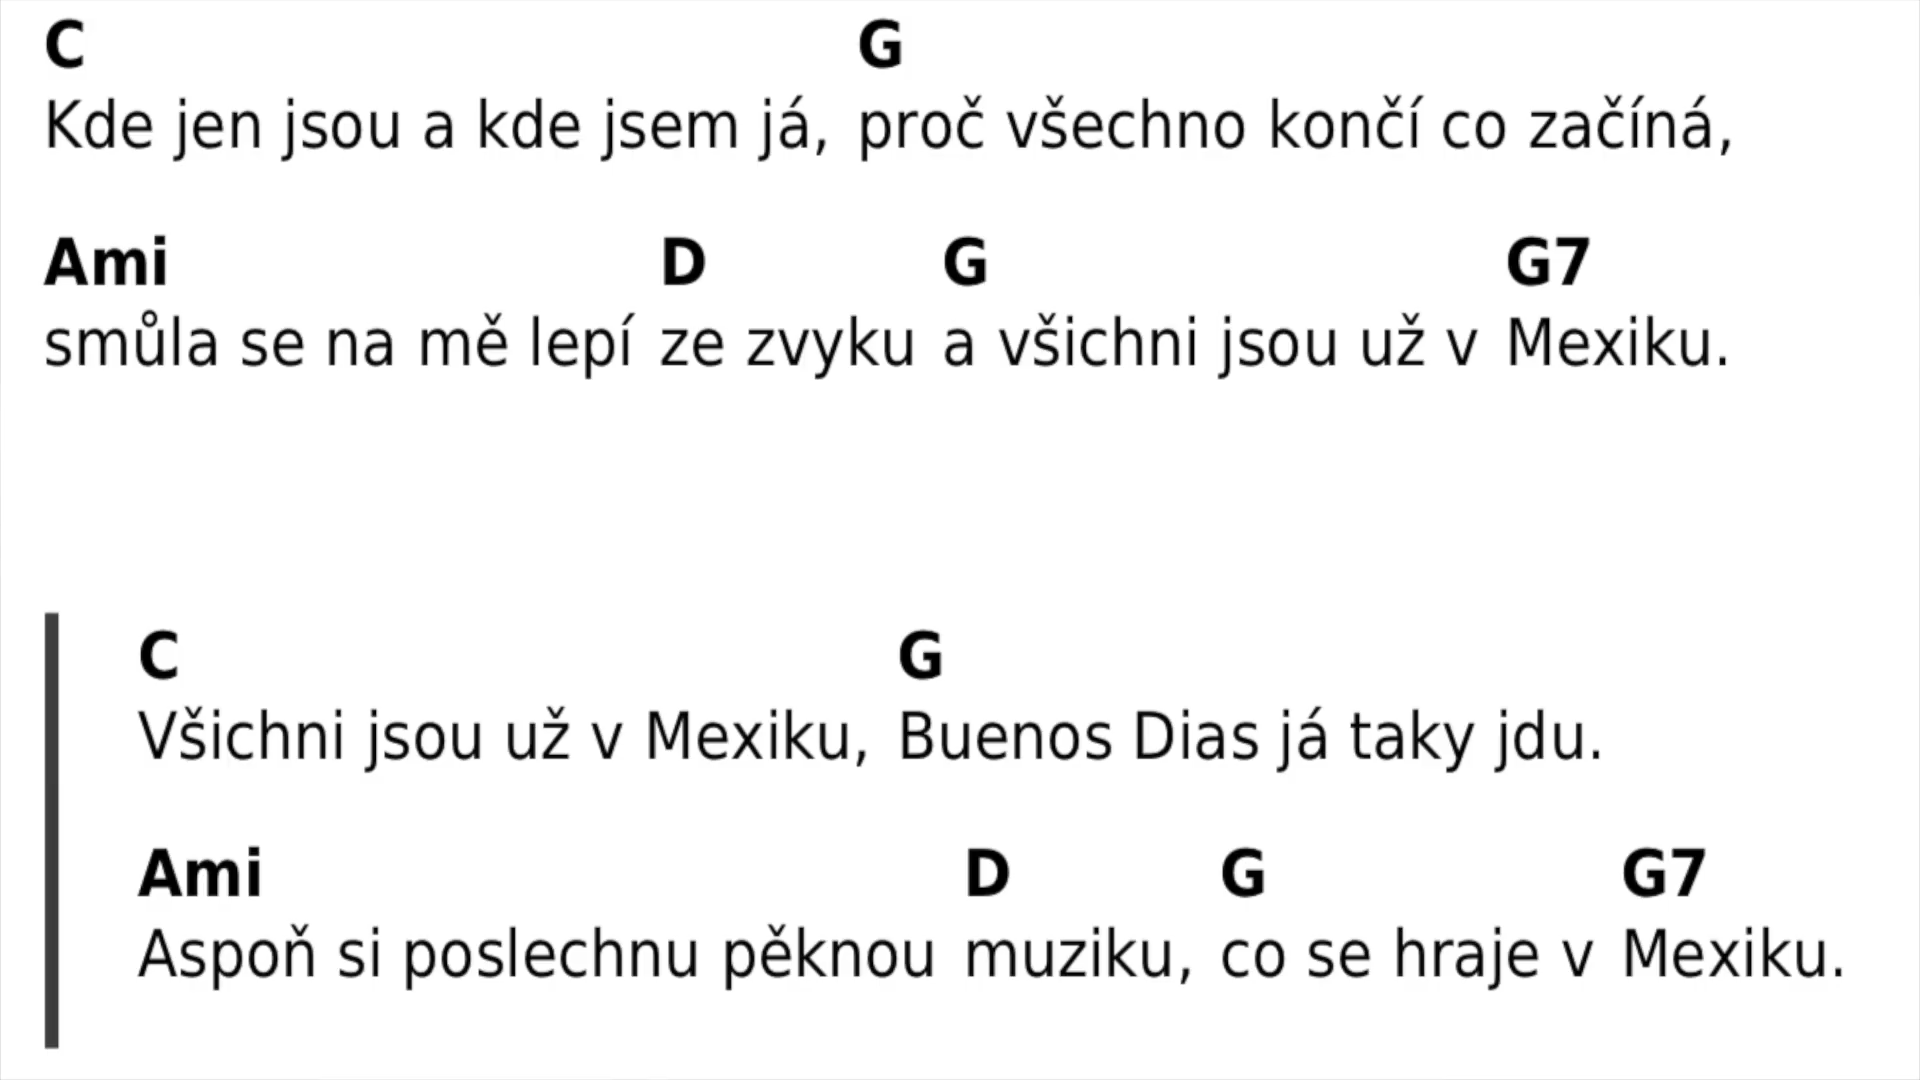 C G
Kde jen jsou a kde jsem já, proč všechno končí co začíná,
Ami D G G7
smůla se na mě lepí ze zvyku a všichni jsou už v Mexiku.
C G
Všichni jsou už v Mexiku, Buenos Dias já taky jdu.
Ami D G G7
Aspoň si poslechnu pěknou muziku, co se hraje v Mexiku.